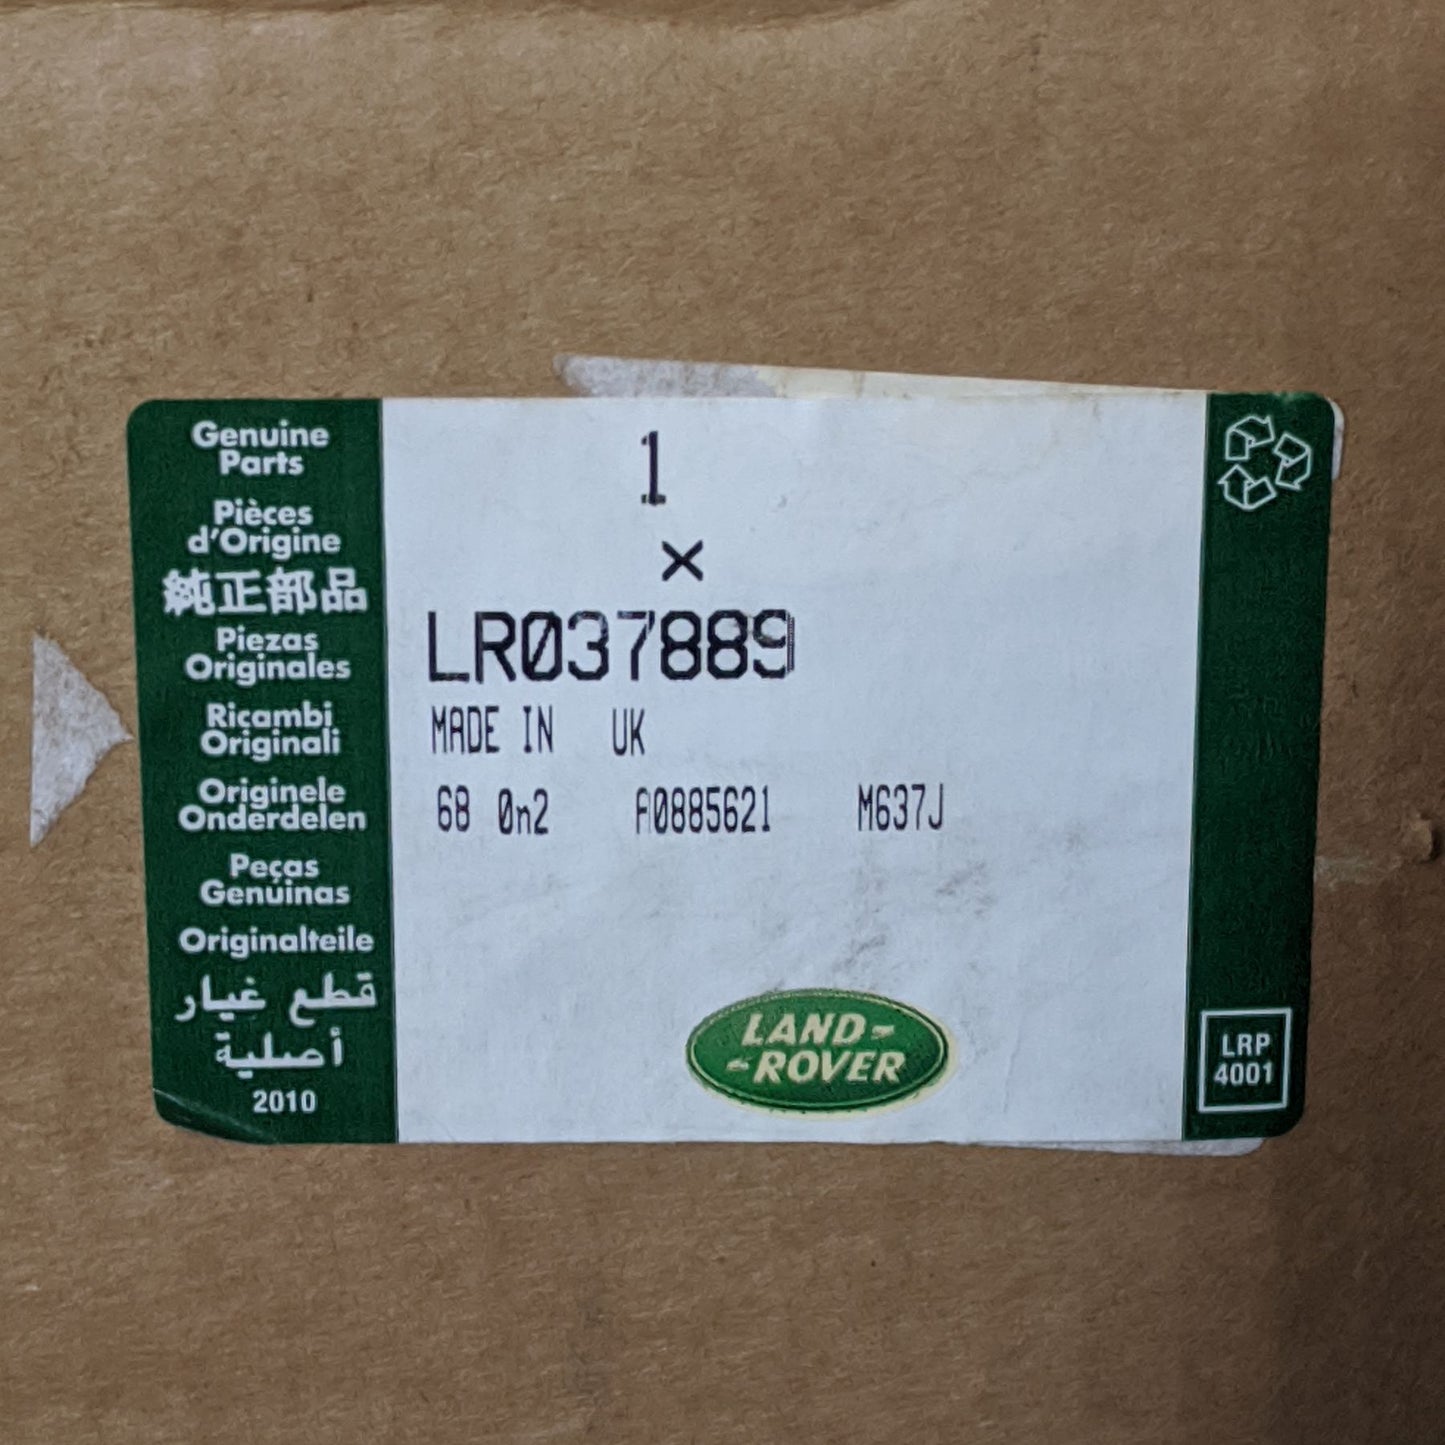 Genuine
Parts
Pièces
d'Origine
純正部品
Piezas
Originales
Ricambi
Originali
Originele
Onderdelen
Peças
Genuinas
Originalteile
قطع غيار
أصلية
2010
1
×
LR037889
MADE IN UK
68 0n2 A0885621 M637J
LAND-
-ROVER
LRP
4001